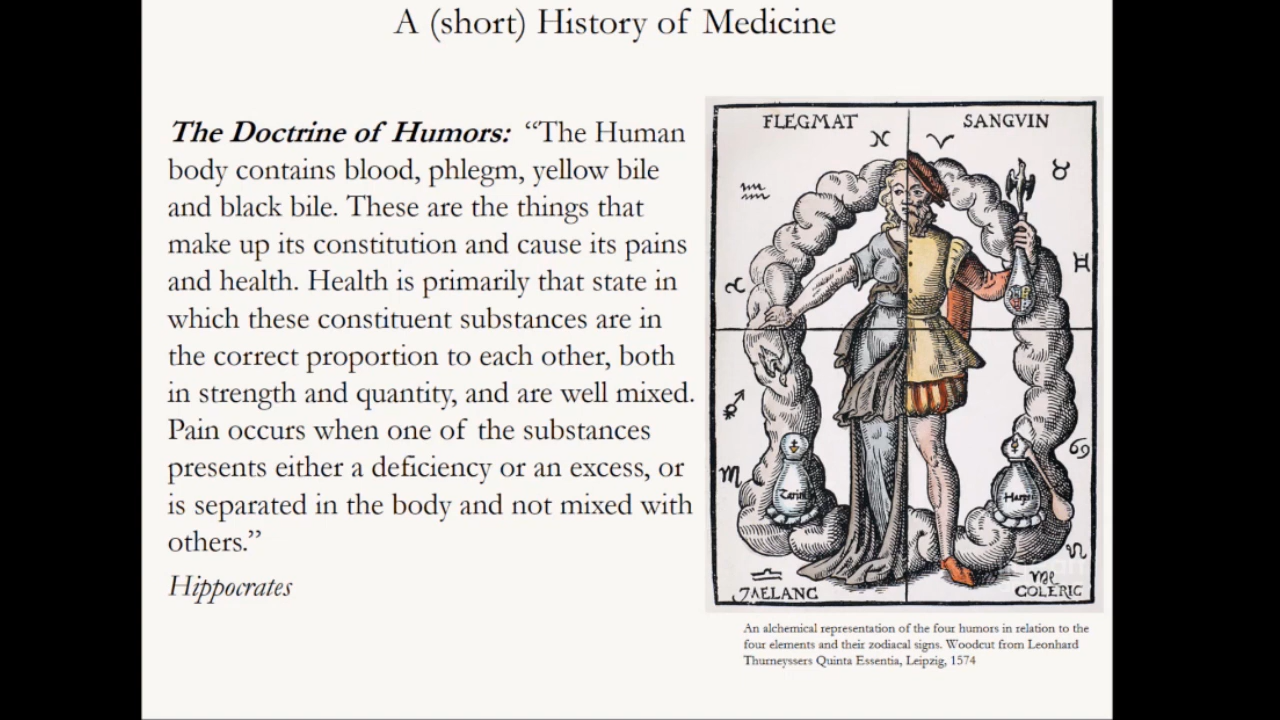 A (short) History of Medicine
The Doctrine of Humors: “The Human
body contains blood, phlegm, yellow bile
and black bile. These are the things that
make up its constitution and cause its pains
and health. Health is primarily that state in
which these constituent substances are in
the correct proportion to each other, both
in strength and quantity, and are well mixed.
Pain occurs when one of the substances
presents either a deficiency or an excess, or
is separated in the body and not mixed with
others.”
Hippocrates
FLEGMAT
SANGVIN
COLERIC
An alchemical representation of the four humors in relation to the
four elements and their zodiacal signs. Woodcut from Leonhard
Thurneyssers Quinta Essentia, Leipzig, 1574